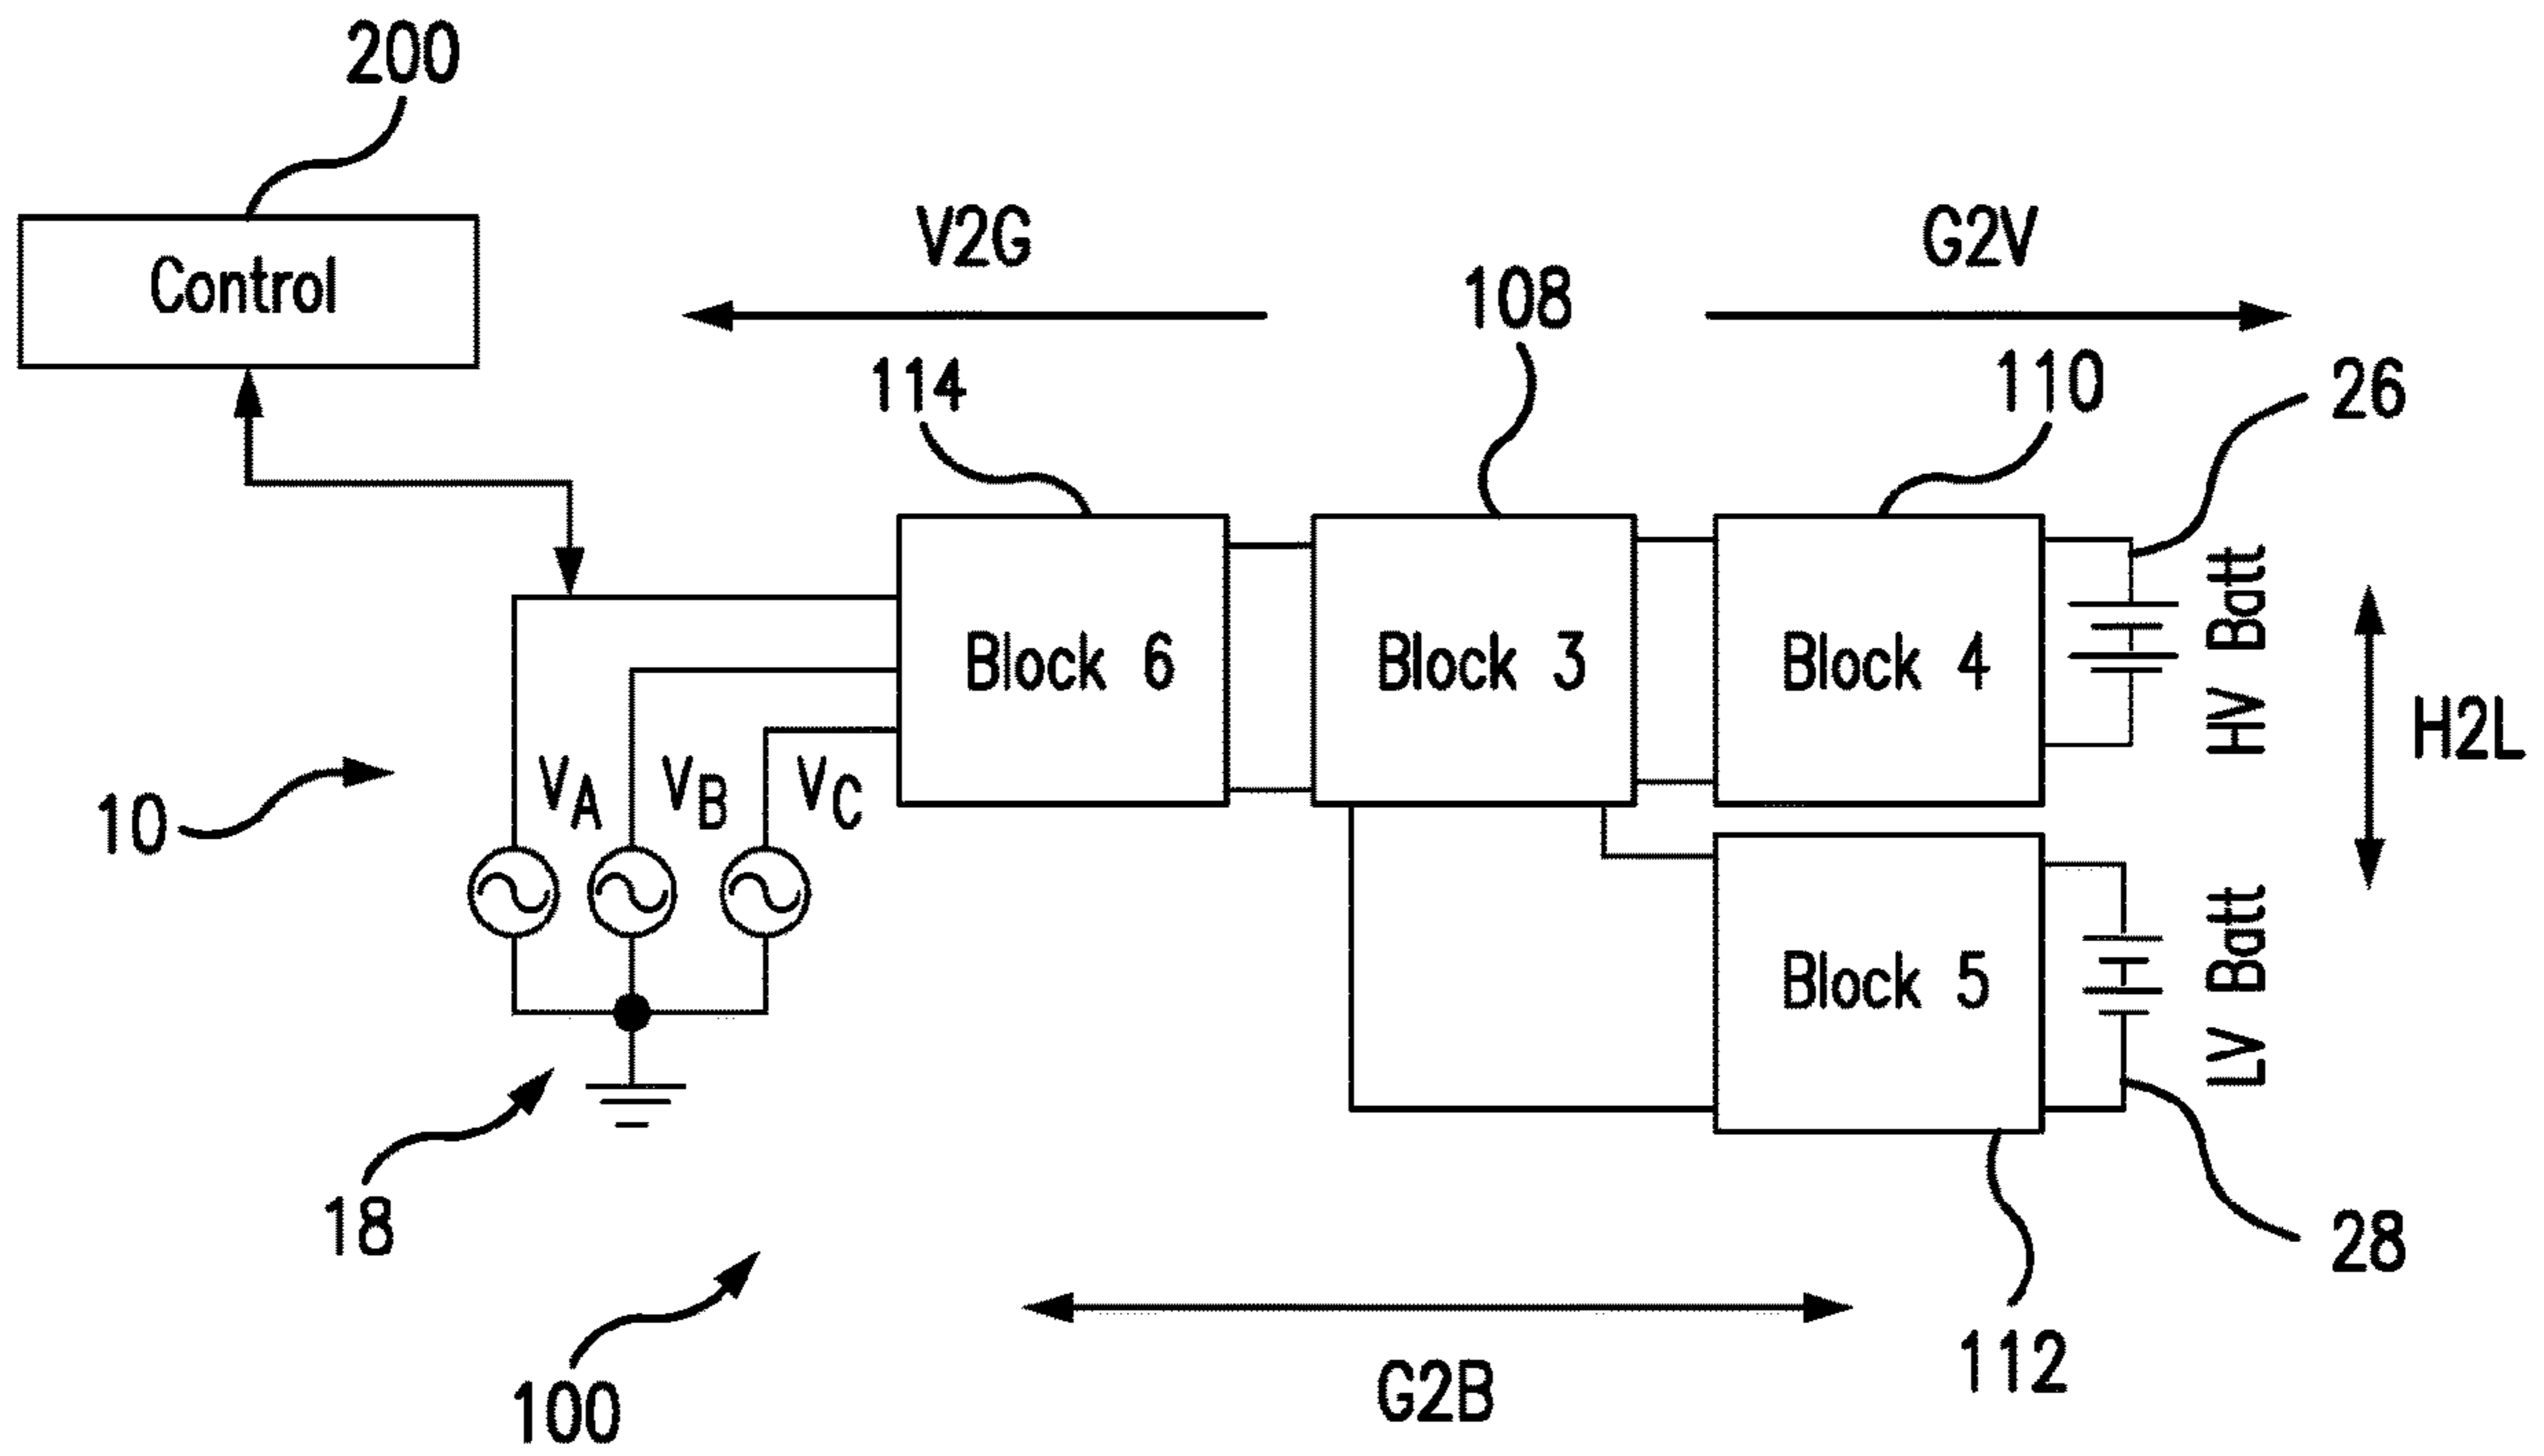 200
Control
V2G
G2V
108
114
110
26
Block 6
Block 3
Block 4
HV Batt
H2L
10
VA
VB
VC
Block 5
LV Batt
18
28
100
G2B
112